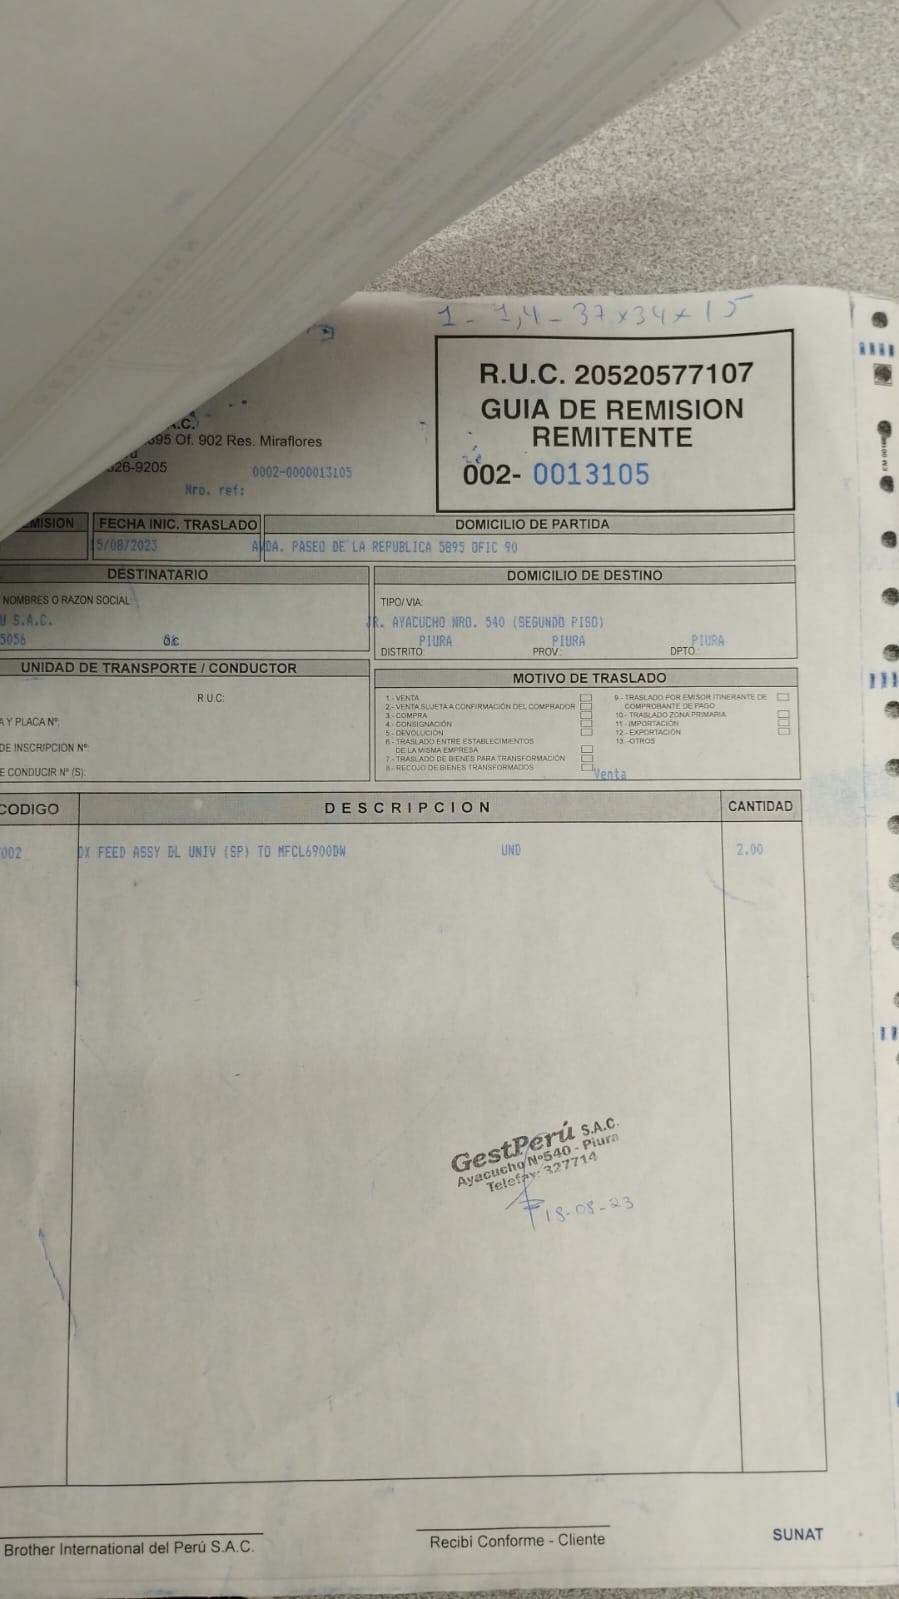 1 - 1,4 - 37x34x15
R.U.C. 20520577107
GUIA DE REMISION
REMITENTE
002- 0013105
.C.
5895 Of. 902 Res. Miraflores
626-9205
0002-0000013105
Nro. ref:
EMISION
FECHA INIC. TRASLADO
DOMICILIO DE PARTIDA
15/08/2023
AVDA. PASEO DE LA REPUBLICA 5895 OFIC 90
DESTINATARIO
DOMICILIO DE DESTINO
NOMBRES O RAZON SOCIAL:
TIPO/VIA:
U S.A.C.
JR. AYACUCHO NRO. 540 (SEGUNDO PISO)
5056
PIURA PIURA PIURA
DISTRITO: PROV.: DPTO.:
UNIDAD DE TRANSPORTE / CONDUCTOR
MOTIVO DE TRASLADO
R.U.C:
A Y PLACA Nº:
DE INSCRIPCION Nº:
E CONDUCIR Nº (S):
1 - VENTA
2 - VENTA SUJETA A CONFIRMACIÓN DEL COMPRADOR
3 - COMPRA
4 - CONSIGNACIÓN
5 - DEVOLUCIÓN
6 - TRASLADO ENTRE ESTABLECIMIENTOS
DE LA MISMA EMPRESA
7 - TRASLADO DE BIENES PARA TRANSFORMACIÓN
8 - RECOJO DE BIENES TRANSFORMADOS
9 - TRASLADO POR EMISOR ITINERANTE DE
COMPROBANTE DE PAGO
10 - TRASLADO ZONA PRIMARIA
11 - IMPORTACIÓN
12 - EXPORTACIÓN
13 - OTROS
Venta
CODIGO
DESCRIPCION
CANTIDAD
002
DX FEED ASSY DL UNIV (SP) TO MFCL6900DW
UND
2.00
GestPerú S.A.C.
Ayacucho Nº540 - Piura
Telefax: 327714
18-08-23
Brother International del Perú S.A.C.
Recibí Conforme - Cliente
SUNAT